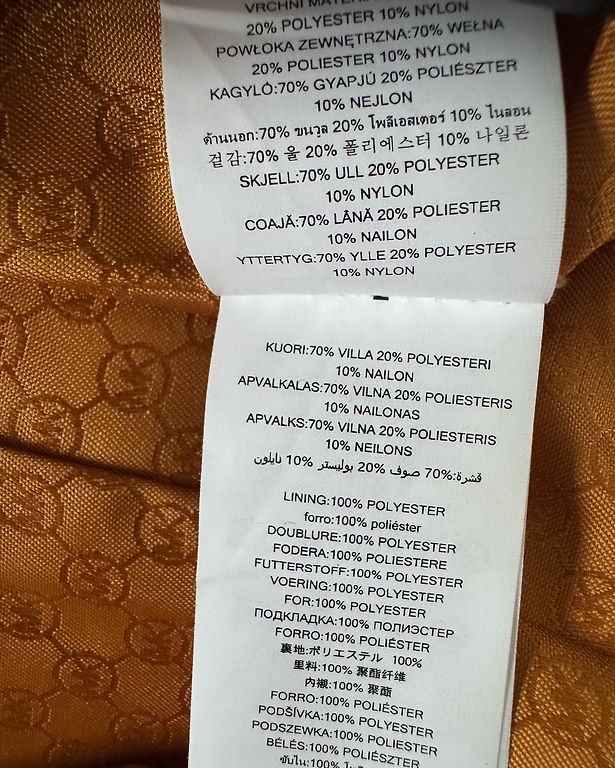 VRCHNÍ MATERI
20% POLYESTER 10% NYLON
POWŁOKA ZEWNĘTRZNA:70% WEŁNA
20% POLIESTER 10% NYLON
KAGYLÓ:70% GYAPJÚ 20% POLIÉSZTER
10% NEJLON
ด้านนอก:70% ขนวูล 20% โพลีเอสเตอร์ 10% ไนลอน
겉감:70% 울 20% 폴리에스터 10% 나일론
SKJELL:70% ULL 20% POLYESTER
10% NYLON
COAJĂ:70% LÂNĂ 20% POLIESTER
10% NAILON
YTTERTYG:70% YLLE 20% POLYESTER
10% NYLON
KUORI:70% VILLA 20% POLYESTERI
10% NAILON
APVALKALAS:70% VILNA 20% POLIESTERIS
10% NAILONAS
APVALKS:70% VILNA 20% POLIESTERIS
10% NEILONS
قشرة:70% صوف 20% بوليستر 10% نايلون
LINING:100% POLYESTER
forro:100% poliéster
DOUBLURE:100% POLYESTER
FODERA:100% POLIESTERE
FUTTERSTOFF:100% POLYESTER
VOERING:100% POLYESTER
FOR:100% POLYESTER
ПОДКЛАДКА:100% ПОЛИЭСТЕР
FORRO:100% POLIÉSTER
裏地:ポリエステル 100%
里料:100% 聚酯纤维
內襯:100% 聚酯
FORRO:100% POLIÉSTER
PODŠÍVKA:100% POLYESTER
PODSZEWKA:100% POLIESTER
BÉLÉS:100% POLIÉSZTER
ซับใน:100%